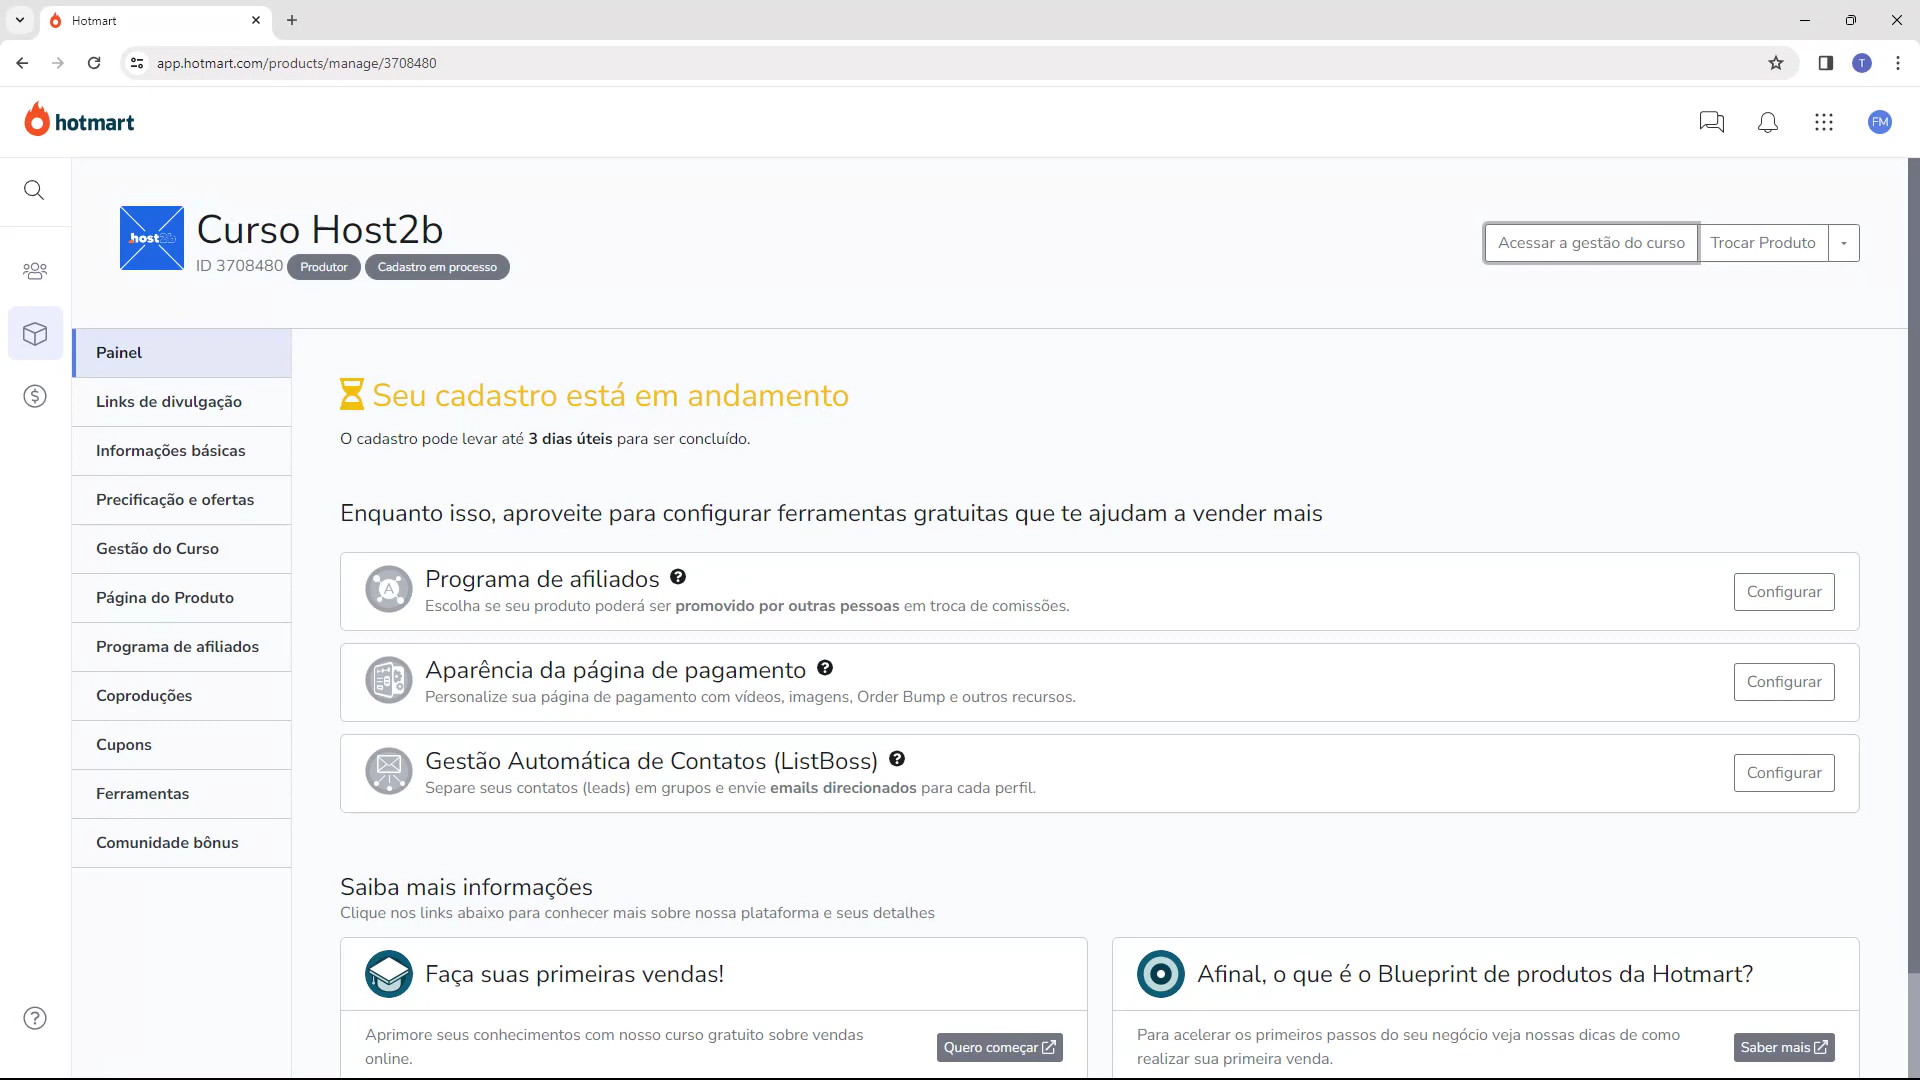 Hotmart
app.hotmart.com/products/manage/3708480
T
hotmart
FM
host2b
Curso Host2b
ID 3708480 Produtor Cadastro em processo
Acessar a gestão do curso Trocar Produto
Painel
Links de divulgação
Informações básicas
Precificação e ofertas
Gestão do Curso
Página do Produto
Programa de afiliados
Coproduções
Cupons
Ferramentas
Comunidade bônus
Seu cadastro está em andamento
O cadastro pode levar até 3 dias úteis para ser concluído.
Enquanto isso, aproveite para configurar ferramentas gratuitas que te ajudam a vender mais
A
Programa de afiliados ?
Escolha se seu produto poderá ser promovido por outras pessoas em troca de comissões.
Configurar
Aparência da página de pagamento ?
Personalize sua página de pagamento com vídeos, imagens, Order Bump e outros recursos.
Configurar
Gestão Automática de Contatos (ListBoss) ?
Separe seus contatos (leads) em grupos e envie emails direcionados para cada perfil.
Configurar
Saiba mais informações
Clique nos links abaixo para conhecer mais sobre nossa plataforma e seus detalhes
Faça suas primeiras vendas!
Aprimore seus conhecimentos com nosso curso gratuito sobre vendas
online.
Quero começar
Afinal, o que é o Blueprint de produtos da Hotmart?
Para acelerar os primeiros passos do seu negócio veja nossas dicas de como
realizar sua primeira venda.
Saber mais